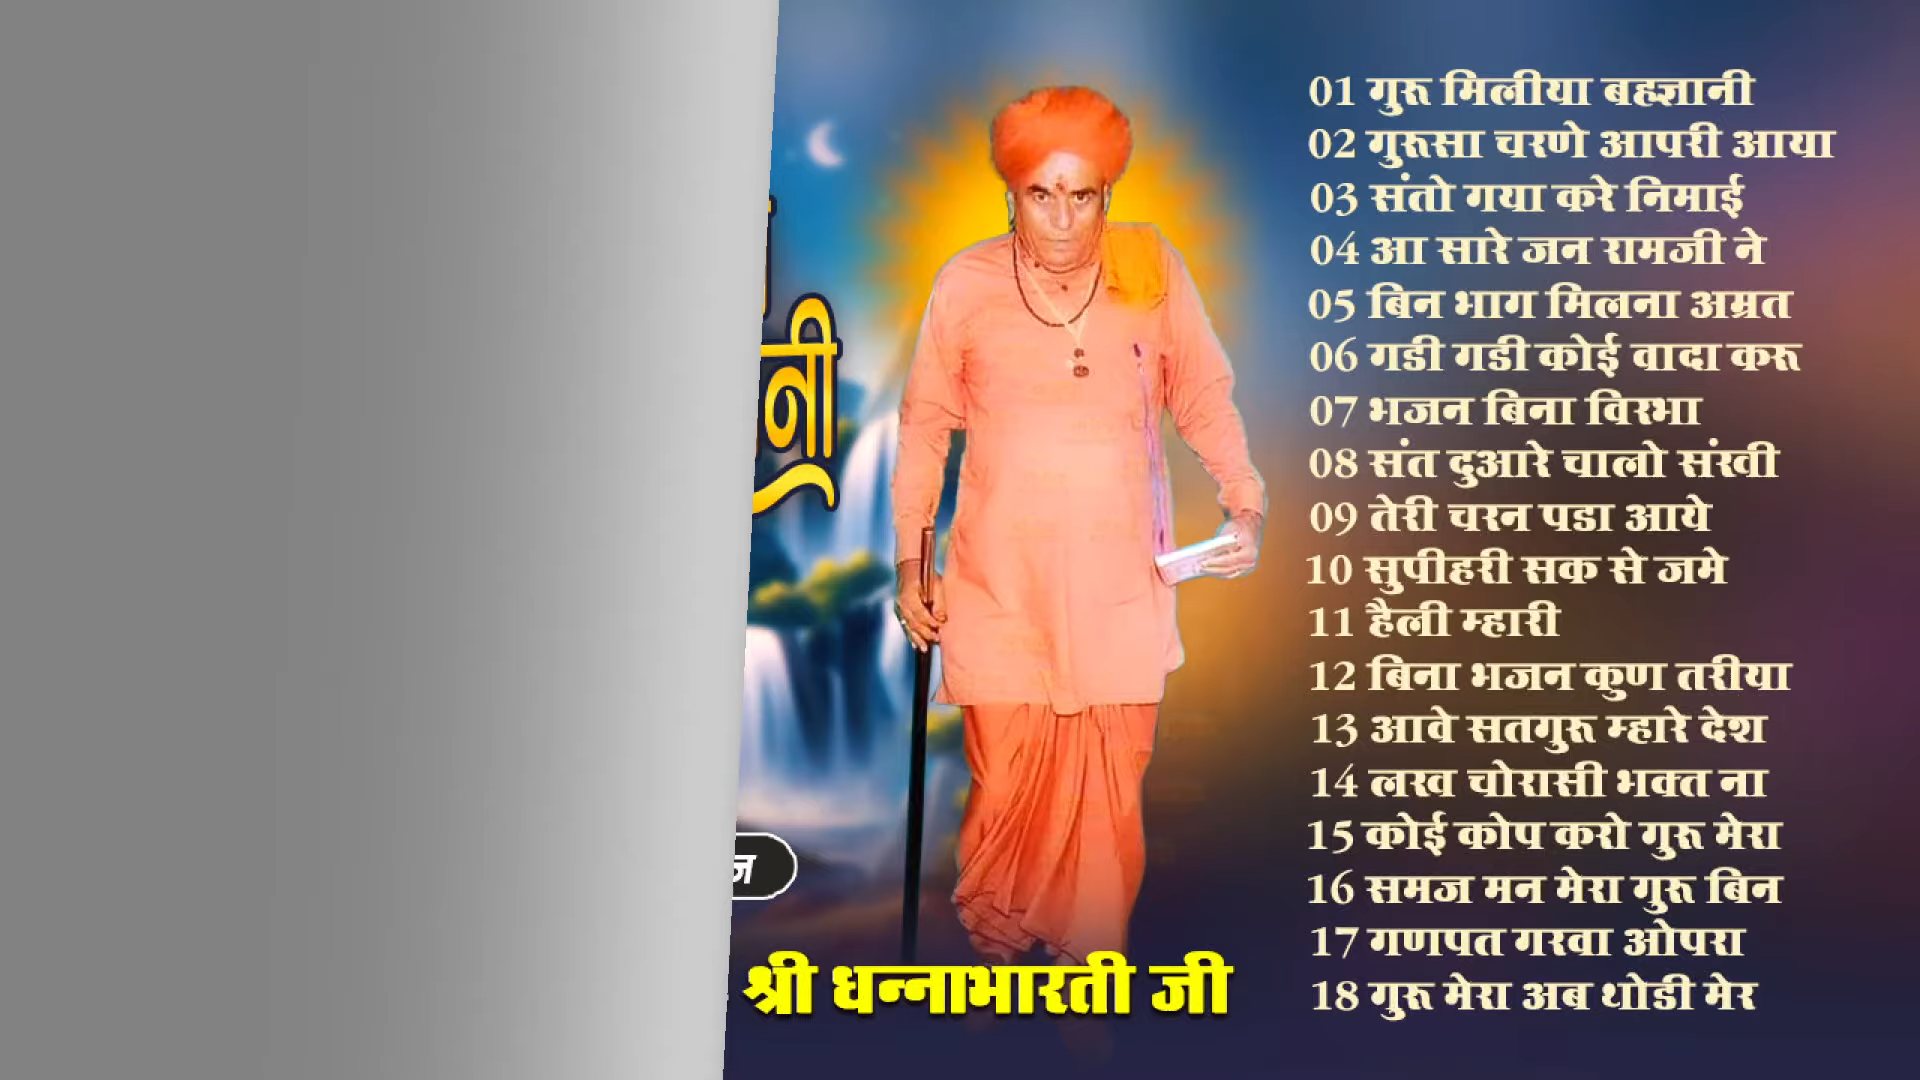 01 गुरू मिलीया बह्ज्ञानी
02 गुरूसा चरणे आपरी आया
03 संतो गया करे निमाई
04 आ सारे जन रामजी ने
05 बिन भाग मिलना अम्रत
06 गडी गडी कोई वादा करू
07 भजन बिना विरभा
08 संत दुआरे चालो संखी
09 तेरी चरन पडा आये
10 सुपीहरी सक से जमे
11 हैली म्हारी
12 बिना भजन कुण तरीया
13 आवे सतगुरू म्हारे देश
14 लख चोरासी भक्त ना
15 कोई कोप करो गुरू मेरा
16 समज मन मेरा गुरू बिन
17 गणपत गरवा ओपरा
18 गुरू मेरा अब थोडी मेर
श्री धन्नाभारती जी